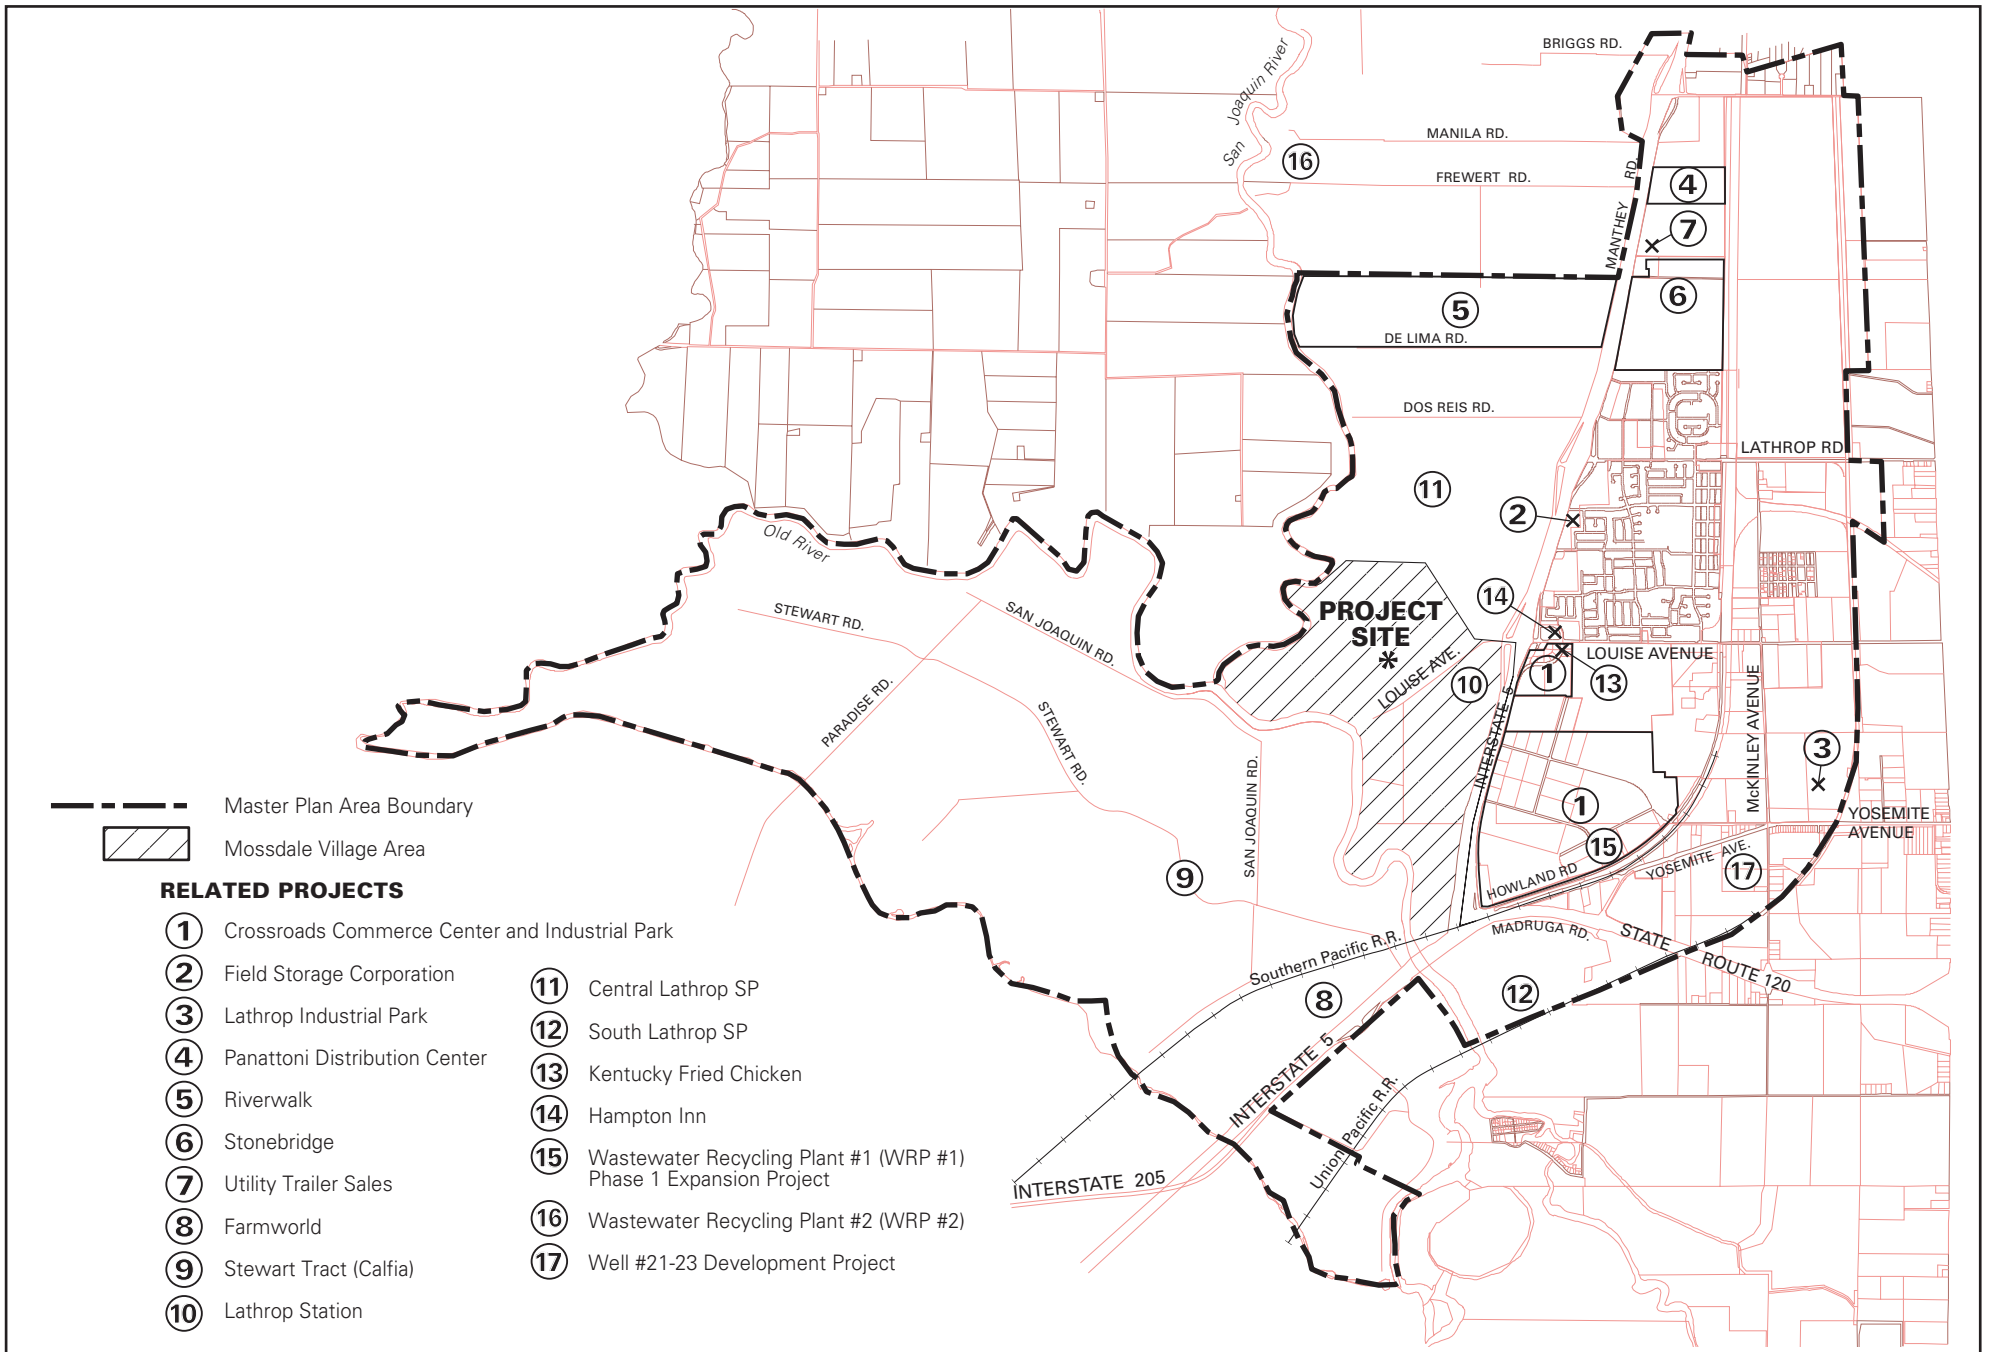 BRIGGS RD.
San Joaquin River
MANILA RD.
16
FREWERT RD.
MANTHEY RD.
4
7
6
5
DE LIMA RD.
DOS REIS RD.
LATHROP RD.
11
2
Old River
STEWART RD.
SAN JOAQUIN RD.
PROJECT
SITE
*
14
LOUISE AVENUE
LOUISE AVE.
10
1
13
INTERSTATE 5
PARADISE RD.
STEWART RD.
SAN JOAQUIN RD.
McKINLEY AVENUE
3
1
YOSEMITE
AVENUE
15
YOSEMITE AVE.
17
HOWLAND RD
9
MADRUGA RD.
STATE
ROUTE 120
Southern Pacific R.R.
8
12
INTERSTATE 5
Union Pacific R.R.
INTERSTATE 205
Master Plan Area Boundary
Mossdale Village Area
RELATED PROJECTS
1 Crossroads Commerce Center and Industrial Park
2 Field Storage Corporation
3 Lathrop Industrial Park
4 Panattoni Distribution Center
5 Riverwalk
6 Stonebridge
7 Utility Trailer Sales
8 Farmworld
9 Stewart Tract (Calfia)
10 Lathrop Station
11 Central Lathrop SP
12 South Lathrop SP
13 Kentucky Fried Chicken
14 Hampton Inn
15 Wastewater Recycling Plant #1 (WRP #1)
Phase 1 Expansion Project
16 Wastewater Recycling Plant #2 (WRP #2)
17 Well #21-23 Development Project